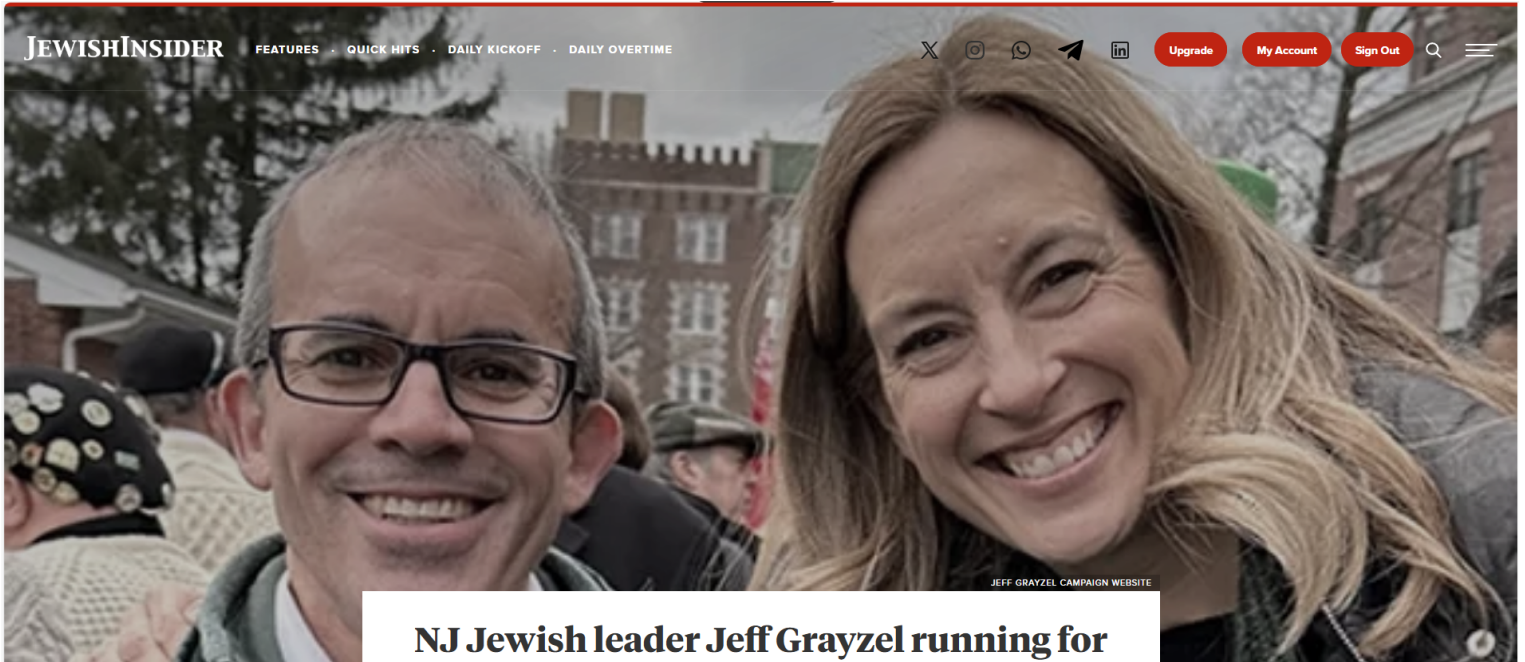 JEWISHINSIDER
FEATURES · QUICK HITS · DAILY KICKOFF · DAILY OVERTIME
Upgrade
My Account
Sign Out
JEFF GRAYZEL CAMPAIGN WEBSITE
NJ Jewish leader Jeff Grayzel running for